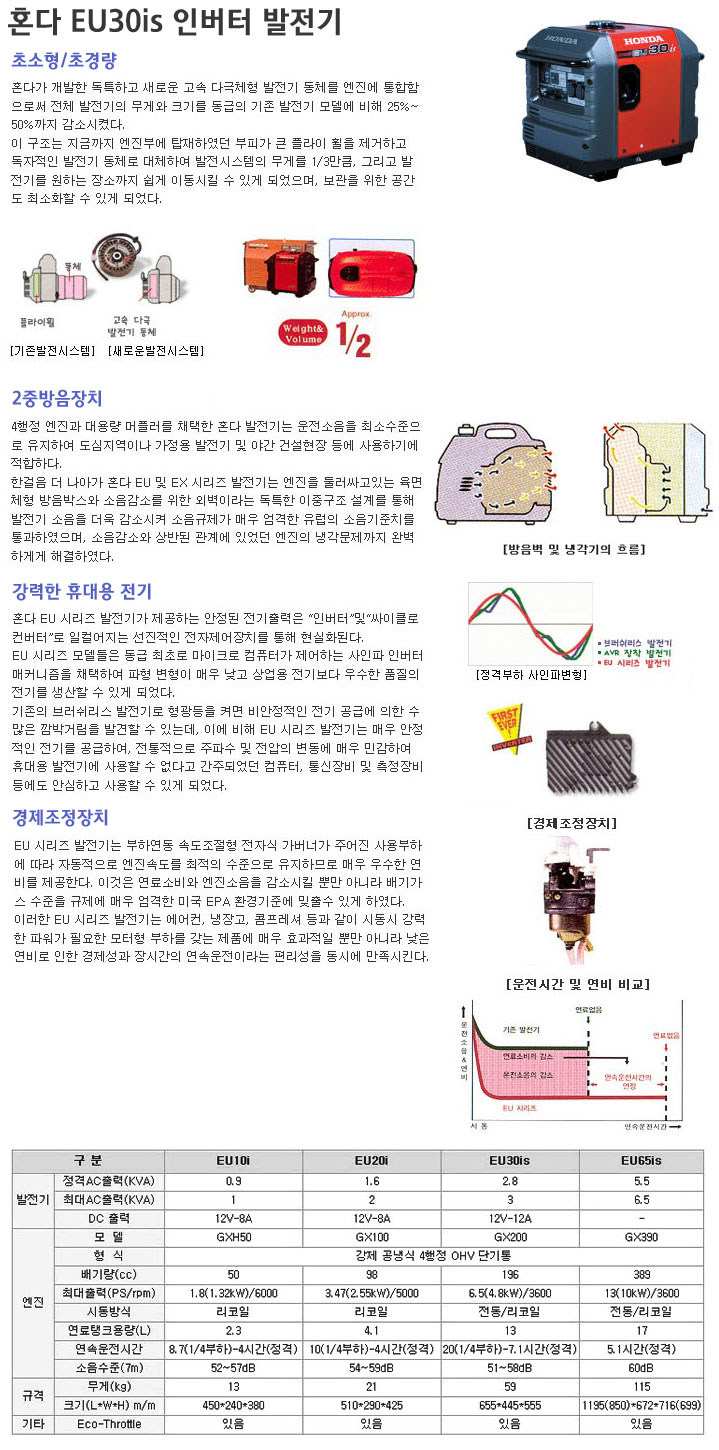 혼다 EU30is 인버터 발전기
초소형/초경량
혼다가 개발한 독특하고 새로운 고속 다극체형 발전기 동체를 엔진에 통합함
으로써 전체 발전기의 무게와 크기를 동급의 기존 발전기 모델에 비해 25%~
50%까지 감소시켰다.
이 구조는 지금까지 엔진부에 탑재하였던 부피가 큰 플라이 휠을 제거하고
독자적인 발전기 동체로 대체하여 발전시스템의 무게를 1/3만큼, 그리고 발
전기를 원하는 장소까지 쉽게 이동시킬 수 있게 되었으며, 보관을 위한 공간
도 최소화할 수 있게 되었다.
HONDA
EU30is
동체
플라이휠
고속 다극
발전기 동체
[기존발전시스템] [새로운발전시스템]
HONDA
Approx.
Weight&
Volume
1/2
2중방음장치
4행정 엔진과 대용량 머플러를 채택한 혼다 발전기는 운전소음을 최소수준으
로 유지하여 도심지역이나 가정용 발전기 및 야간 건설현장 등에 사용하기에
적합하다.
한걸음 더 나아가 혼다 EU 및 EX 시리즈 발전기는 엔진을 둘러싸고있는 육면
체형 방음박스와 소음감소를 위한 외벽이라는 독특한 이중구조 설계를 통해
발전기 소음을 더욱 감소시켜 소음규제가 매우 엄격한 유럽의 소음기준치를
통과하였으며, 소음감소와 상반된 관계에 있었던 엔진의 냉각문제까지 완벽
하게게 해결하였다.
[방음벽 및 냉각기의 흐름]
강력한 휴대용 전기
혼다 EU 시리즈 발전기가 제공하는 안정된 전기출력은 “인버터”및“싸이클로
컨버터”로 일컬어지는 선진적인 전자제어장치를 통해 현실화된다.
EU 시리즈 모델들은 동급 최초로 마이크로 컴퓨터가 제어하는 사인파 인버터
매커니즘을 채택하여 파형 변형이 매우 낮고 상업용 전기보다 우수한 품질의
전기를 생산할 수 있게 되었다.
기존의 브러쉬리스 발전기로 형광등을 켜면 비안정적인 전기 공급에 의한 수
많은 깜박거림을 발견할 수 있는데, 이에 비해 EU 시리즈 발전기는 매우 안정
적인 전기를 공급하여, 전통적으로 주파수 및 전압의 변동에 매우 민감하여
휴대용 발전기에 사용할 수 없다고 간주되었던 컴퓨터, 통신장비 및 측정장비
등에도 안심하고 사용할 수 있게 되었다.
브러쉬리스 발전기
AVR 장착 발전기
EU 시리즈 발전기
[정격부하 사인파변형]
FIRST
EVER!
INVERTER
[경제조정장치]
경제조정장치
EU 시리즈 발전기는 부하연동 속도조절형 전자식 가버너가 주어진 사용부하
에 따라 자동적으로 엔진속도를 최적의 수준으로 유지하므로 매우 우수한 연
비를 제공한다. 이것은 연료소비와 엔진소음을 감소시킬 뿐만 아니라 배기가
스 수준을 규제에 매우 엄격한 미국 EPA 환경기준에 맞출수 있게 하였다.
이러한 EU 시리즈 발전기는 에어컨, 냉장고, 콤프레셔 등과 같이 시동시 강력
한 파워가 필요한 모터형 부하를 갖는 제품에 매우 효과적일 뿐만 아니라 낮은
연비로 인한 경제성과 장시간의 연속운전이라는 편리성을 동시에 만족시킨다.
[운전시간 및 연비 비교]
운전소음&연비
연료없음
기존 발전기
연료없음
연료소비의 감소
운전소음의 감소
연속운전시간의
연장
EU 시리즈
시 동
연속운전시간
구 분 EU10i EU20i EU30is EU65is
발전기 정격AC출력(KVA) 0.9 1.6 2.8 5.5
최대AC출력(KVA) 1 2 3 6.5
DC 출력 12V-8A 12V-8A 12V-12A -
엔진 모 델 GXH50 GX100 GX200 GX390
형 식 강제 공냉식 4행정 OHV 단기통
배기량(cc) 50 98 196 389
최대출력(PS/rpm) 1.8(1.32kW)/6000 3.47(2.55kW)/5000 6.5(4.8kW)/3600 13(10kW)/3600
시동방식 리코일 리코일 전동/리코일 전동/리코일
연료탱크용량(L) 2.3 4.1 13 17
연속운전시간 8.7(1/4부하)-4시간(정격) 10(1/4부하)-4시간(정격) 20(1/4부하)-7.1시간(정격) 5.1시간(정격)
소음수준(7m) 52~57dB 54~59dB 51~58dB 60dB
규격 무게(kg) 13 21 59 115
크기(L*W*H) m/m 450*240*380 510*290*425 655*445*555 1195(850)*672*716(699)
기타 Eco-Throttle 있음 있음 있음 있음